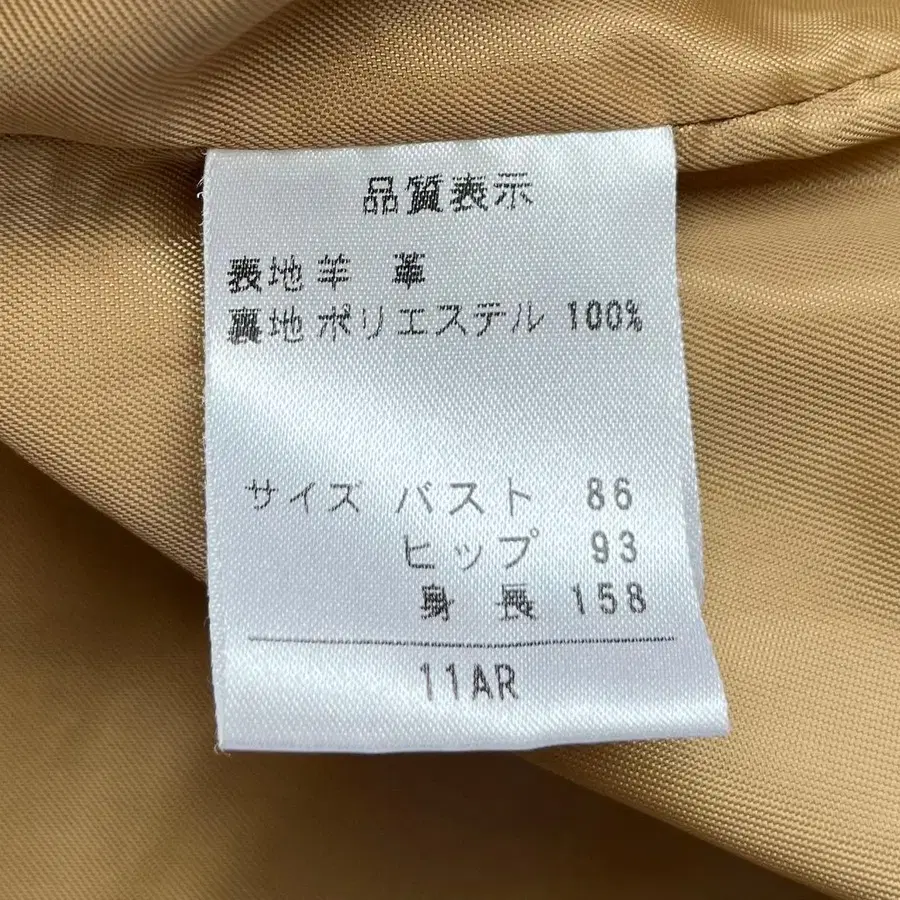 品質表示
表地 羊 革
裏地 ポリエステル 100%
サイズ バスト 86
ヒップ 93
身 長 158
11AR